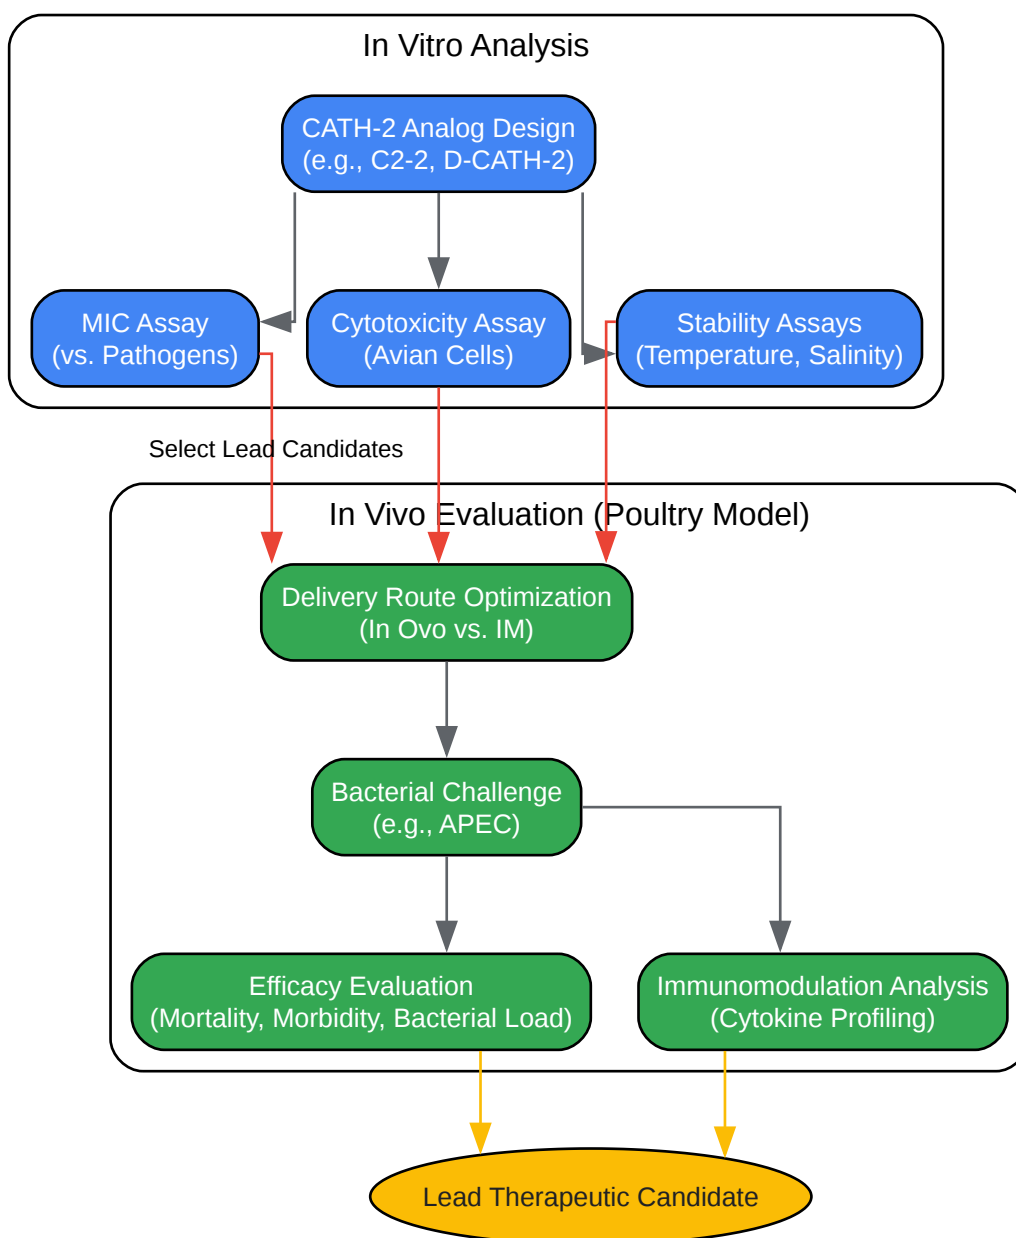 In Vitro Analysis
CATH-2 Analog Design
(e.g., C2-2, D-CATH-2)
MIC Assay
(vs. Pathogens)
Cytotoxicity Assay
(Avian Cells)
Stability Assays
(Temperature, Salinity)
Select Lead Candidates
In Vivo Evaluation (Poultry Model)
Delivery Route Optimization
(In Ovo vs. IM)
Bacterial Challenge
(e.g., APEC)
Efficacy Evaluation
(Mortality, Morbidity, Bacterial Load)
Immunomodulation Analysis
(Cytokine Profiling)
Lead Therapeutic Candidate